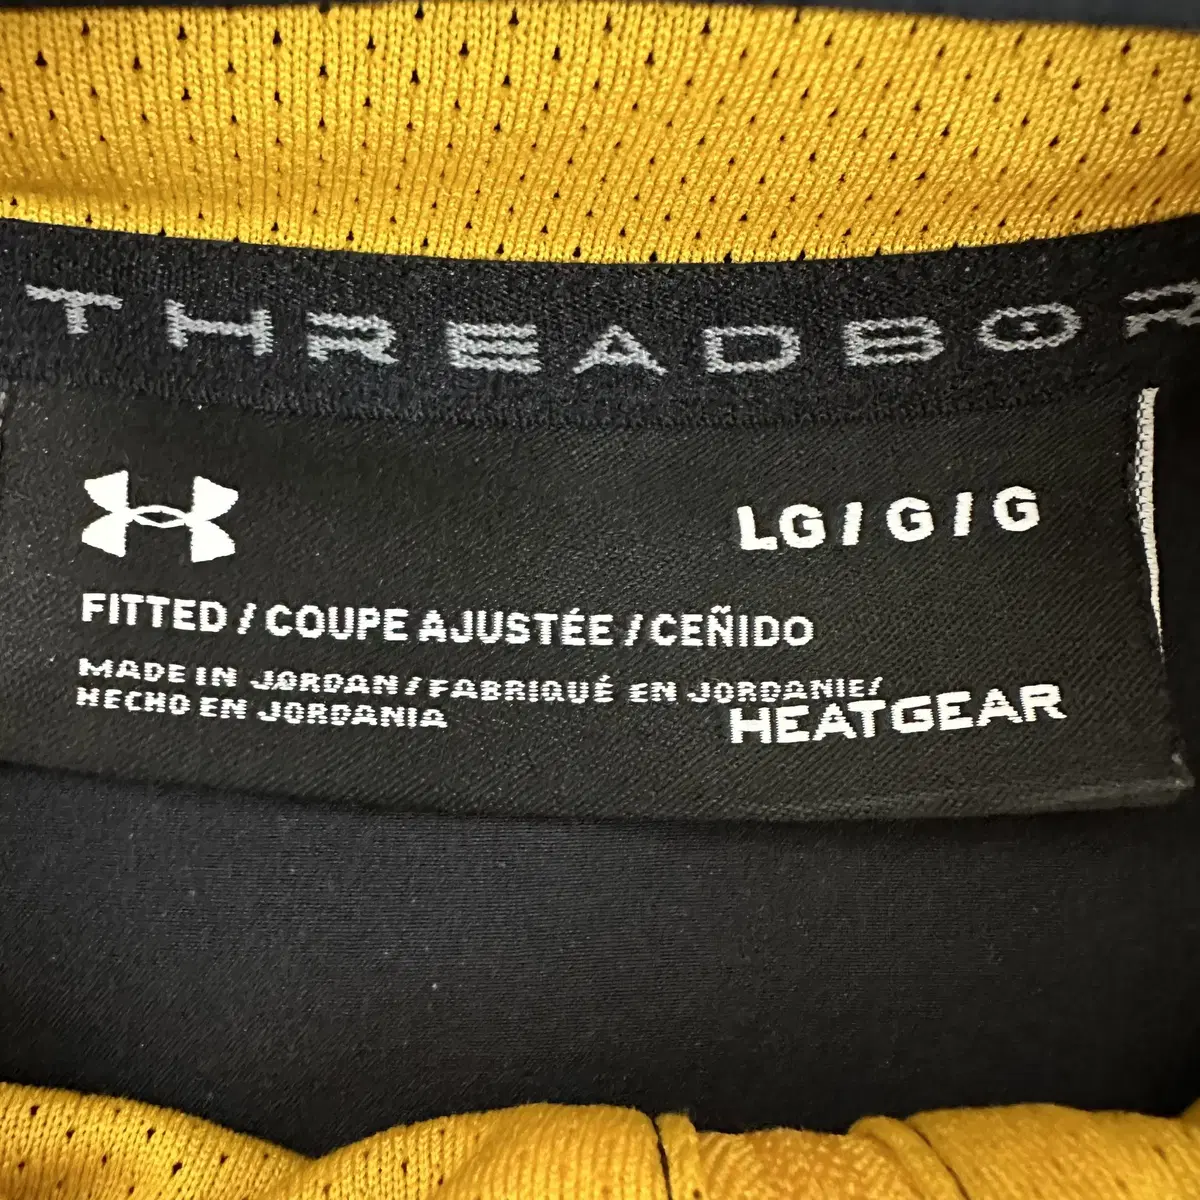 THREADBOR
LG / G / G
FITTED / COUPE AJUSTÉE / CEÑIDO
MADE IN JORDAN / FABRIQUÉ EN JORDANIE/
HECHO EN JORDANIA
HEATGEAR